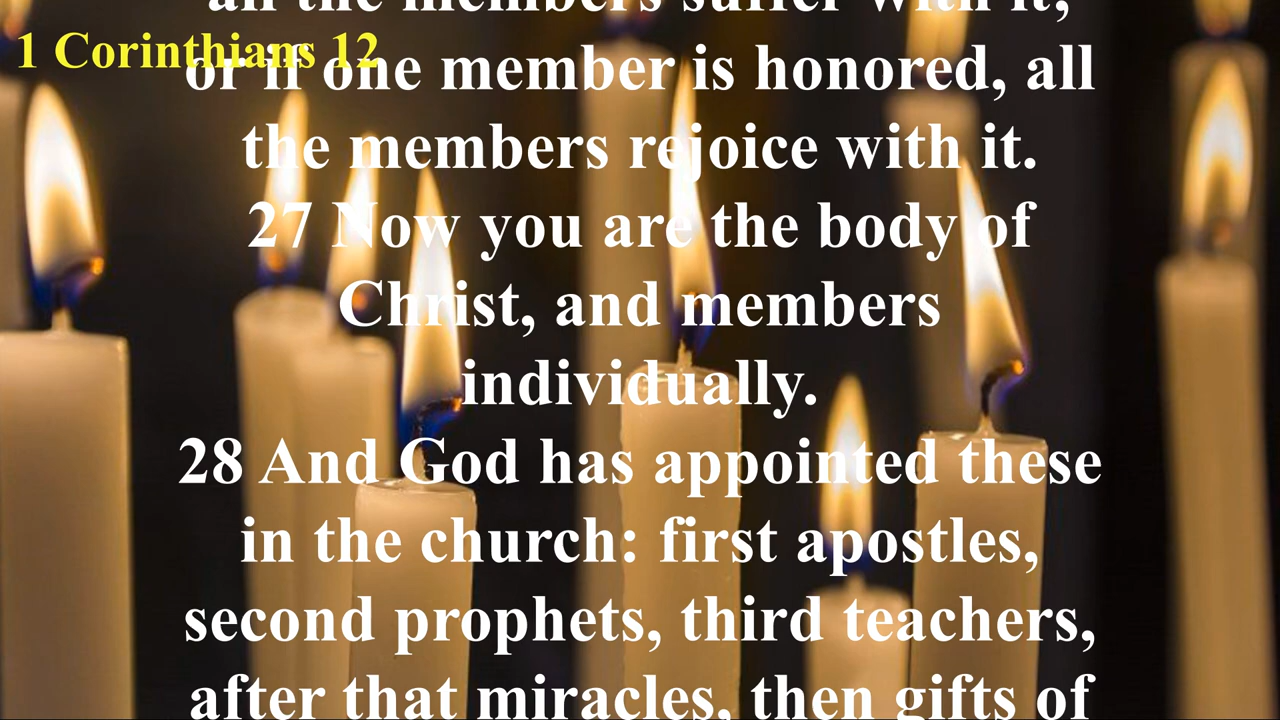 all the members suffer with it;
1 Corinthians 12
or if one member is honored, all
the members rejoice with it.
27 Now you are the body of
Christ, and members
individually.
28 And God has appointed these
in the church: first apostles,
second prophets, third teachers,
after that miracles, then gifts of